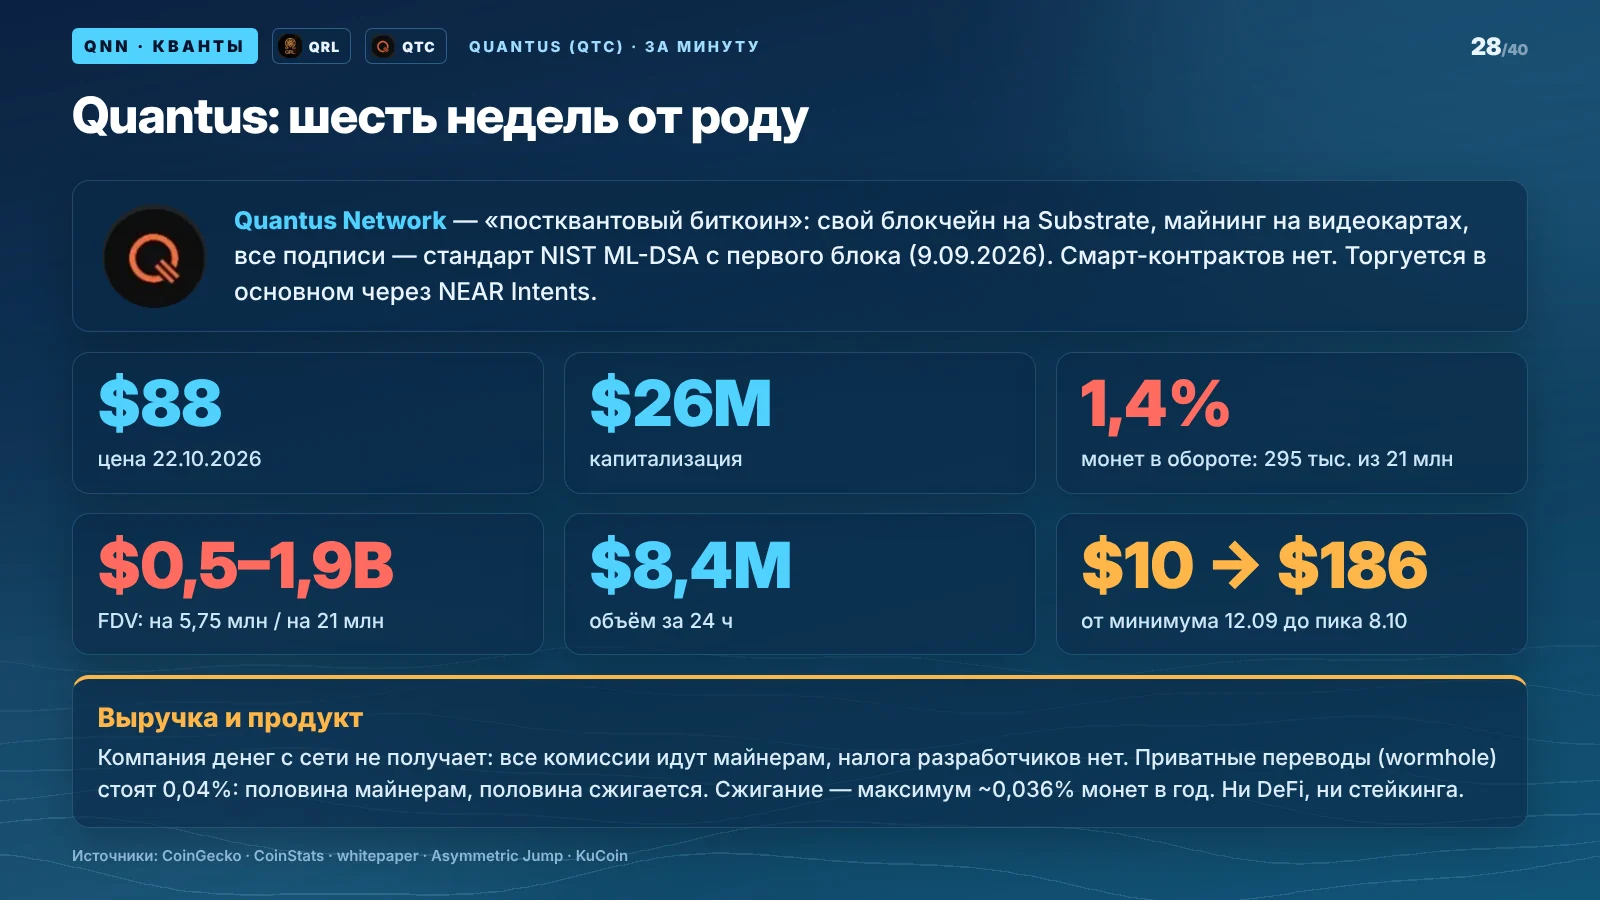 QNN · КВАНТЫ
QRL
QTC
QUANTUS (QTC) · ЗА МИНУТУ
28/40
Quantus: шесть недель от роду
Quantus Network — «постквантовый биткоин»: свой блокчейн на Substrate, майнинг на видеокартах,
все подписи — стандарт NIST ML-DSA с первого блока (9.09.2026). Смарт-контрактов нет. Торгуется в
основном через NEAR Intents.
$88
цена 22.10.2026
$26M
капитализация
1,4%
монет в обороте: 295 тыс. из 21 млн
$0,5–1,9B
FDV: на 5,75 млн / на 21 млн
$8,4M
объём за 24 ч
$10 → $186
от минимума 12.09 до пика 8.10
Выручка и продукт
Компания денег с сети не получает: все комиссии идут майнерам, налога разработчиков нет. Приватные переводы (wormhole)
стоят 0,04%: половина майнерам, половина сжигается. Сжигание — максимум ~0,036% монет в год. Ни DeFi, ни стейкинга.
Источники: CoinGecko · CoinStats · whitepaper · Asymmetric Jump · KuCoin